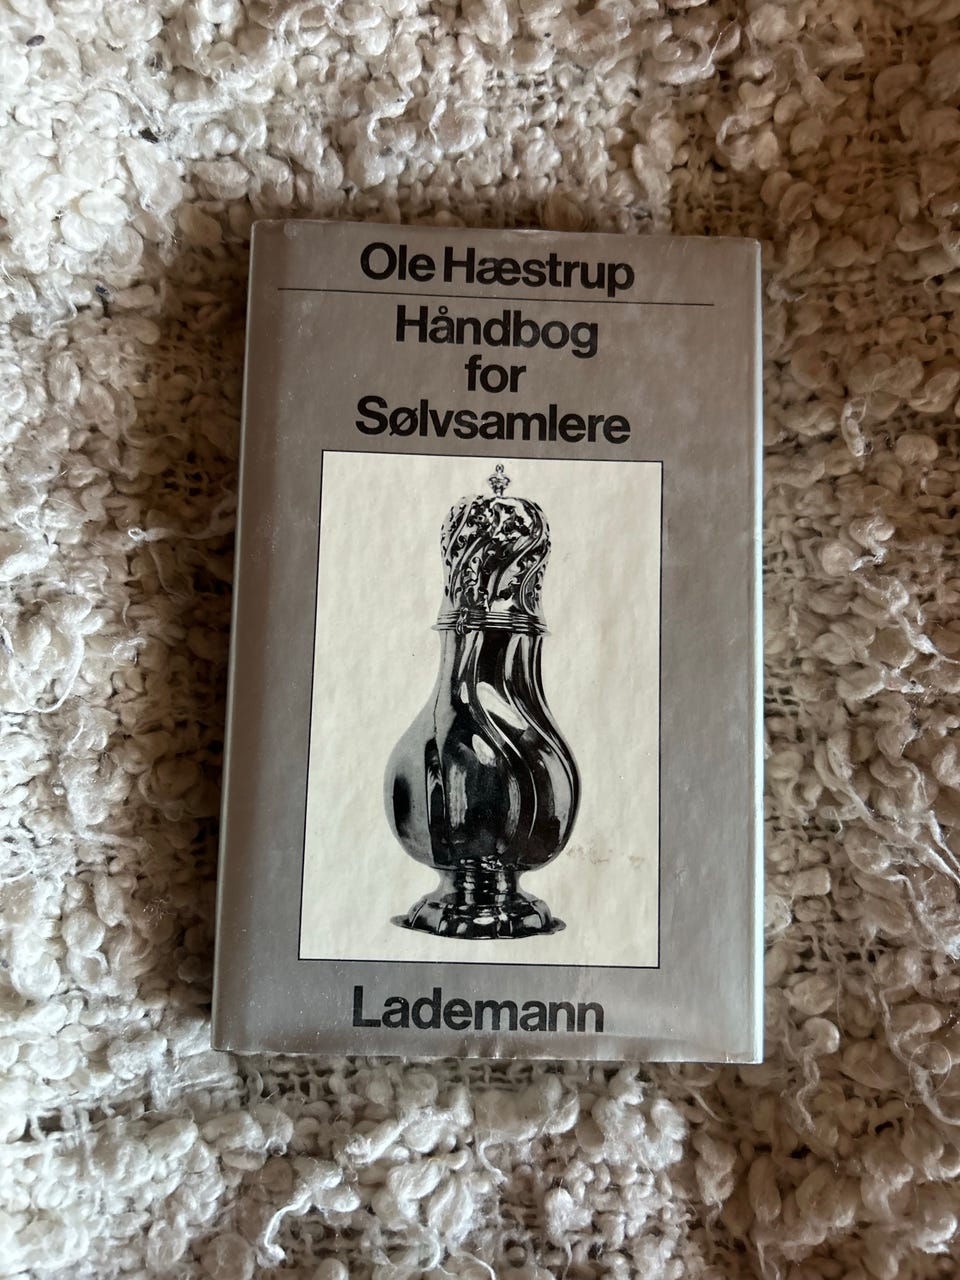 Ole Hæstrup
Håndbog
for
Sølvsamlere
Lademann